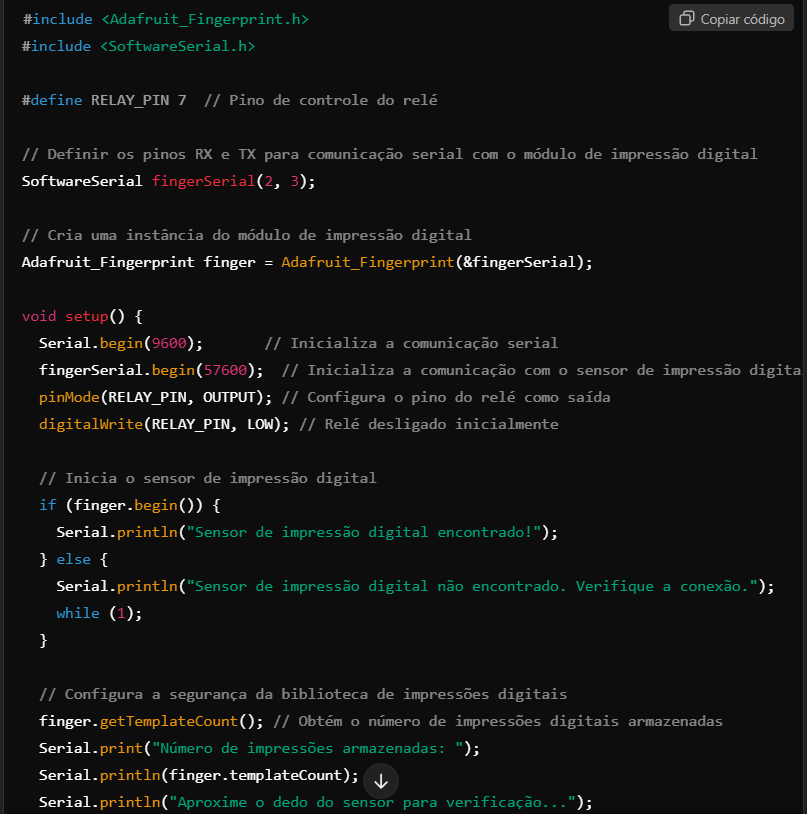 Copiar código
#include <Adafruit_Fingerprint.h>
#include <SoftwareSerial.h>
#define RELAY_PIN 7  // Pino de controle do relé
// Definir os pinos RX e TX para comunicação serial com o módulo de impressão digital
SoftwareSerial fingerSerial(2, 3);
// Cria uma instância do módulo de impressão digital
Adafruit_Fingerprint finger = Adafruit_Fingerprint(&fingerSerial);
void setup() {
  Serial.begin(9600);       // Inicializa a comunicação serial
  fingerSerial.begin(57600);  // Inicializa a comunicação com o sensor de impressão digita
  pinMode(RELAY_PIN, OUTPUT); // Configura o pino do relé como saída
  digitalWrite(RELAY_PIN, LOW); // Relé desligado inicialmente
  // Inicia o sensor de impressão digital
  if (finger.begin()) {
    Serial.println("Sensor de impressão digital encontrado!");
  } else {
    Serial.println("Sensor de impressão digital não encontrado. Verifique a conexão.");
    while (1);
  }
  // Configura a segurança da biblioteca de impressões digitais
  finger.getTemplateCount(); // Obtém o número de impressões digitais armazenadas
  Serial.print("Número de impressões armazenadas: ");
  Serial.println(finger.templateCount);
  Serial.println("Aproxime o dedo do sensor para verificação...");